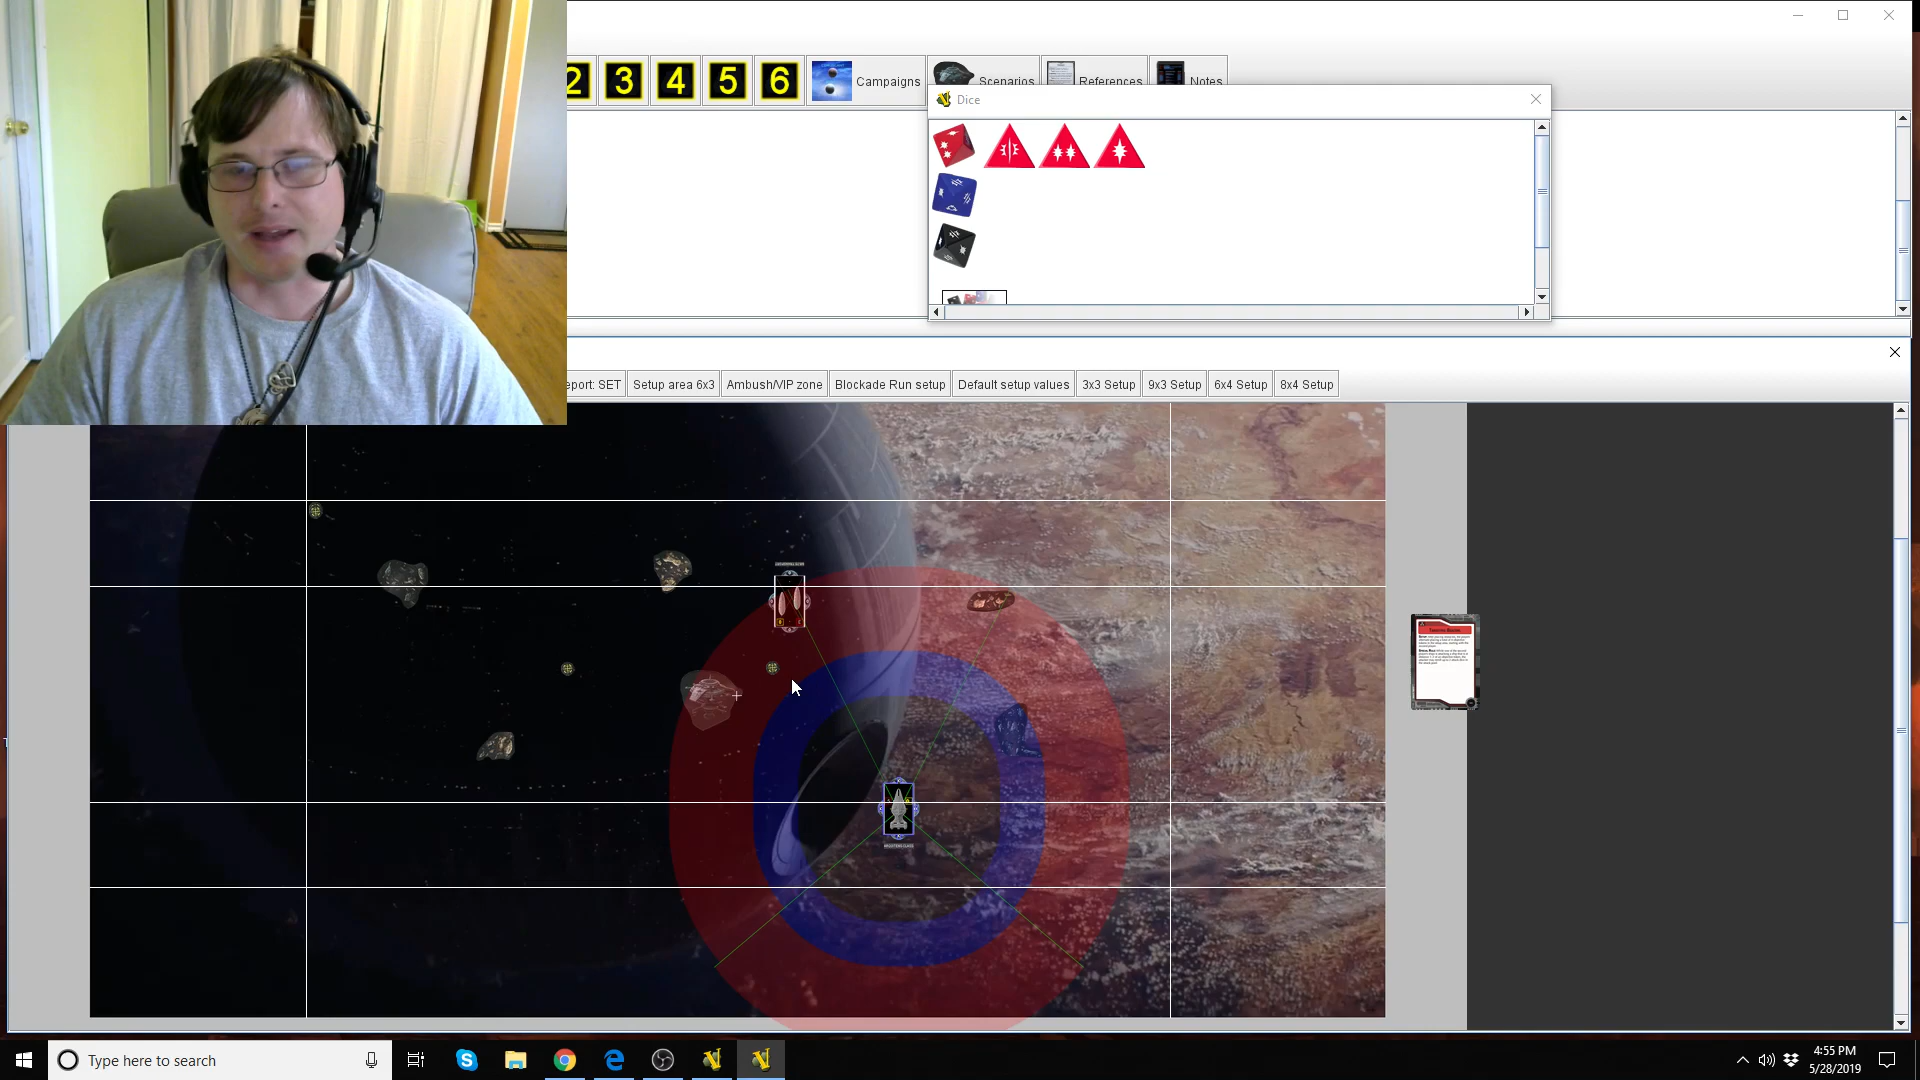 2
3
4
5
6
Campaigns
Scenarios
References
Notes
Dice
eport: SET
Setup area 6x3
Ambush/VIP zone
Blockade Run setup
Default setup values
3x3 Setup
9x3 Setup
6x4 Setup
8x4 Setup
Type here to search
4:55 PM
5/28/2019